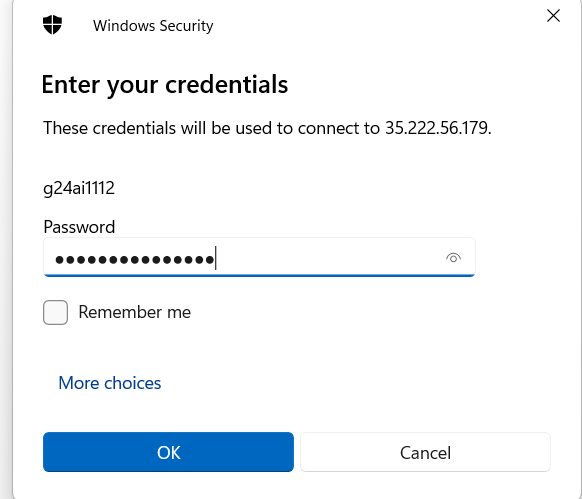 Windows Security
Enter your credentials
These credentials will be used to connect to 35.222.56.179.
g24ai1112
Password
●●●●●●●●●●●●●●●
Remember me
More choices
OK
Cancel